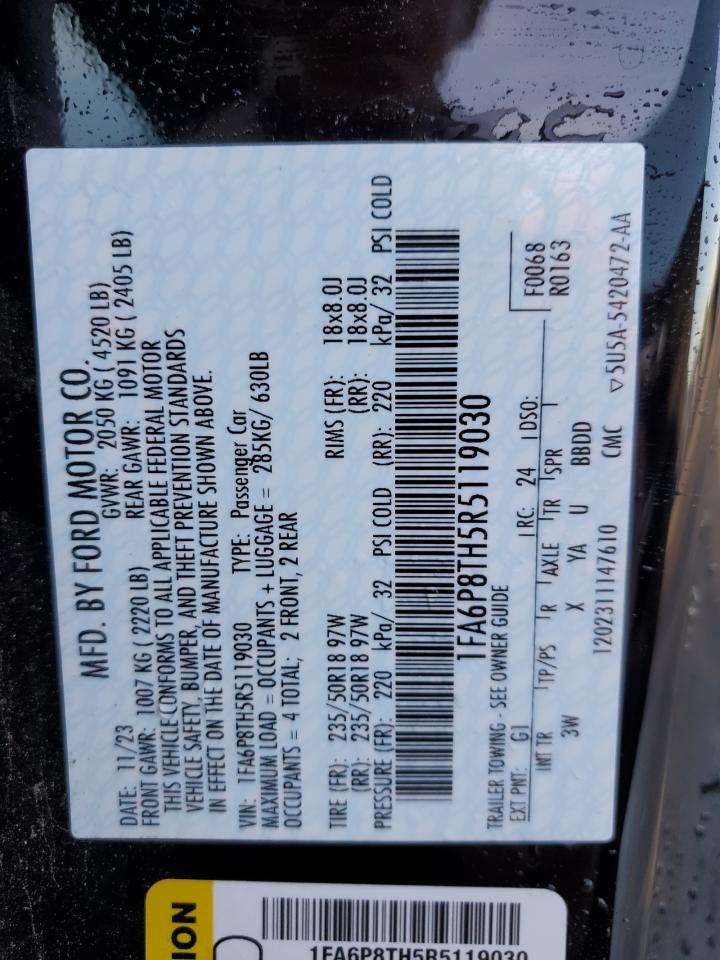 MFD. BY FORD MOTOR CO.
DATE: 11/23 GVWR: 2050 KG ( 4520 LB)
FRONT GAWR: 1007 KG ( 2220 LB) REAR GAWR: 1091 KG ( 2405 LB)
THIS VEHICLE CONFORMS TO ALL APPLICABLE FEDERAL MOTOR
VEHICLE SAFETY, BUMPER, AND THEFT PREVENTION STANDARDS
IN EFFECT ON THE DATE OF MANUFACTURE SHOWN ABOVE.
VIN: 1FA6P8TH5R5119030 TYPE: Passenger Car
MAXIMUM LOAD = OCCUPANTS + LUGGAGE = 285KG/ 630LB
OCCUPANTS = 4 TOTAL; 2 FRONT, 2 REAR
TIRE (FR): 235/50R18 97W RIMS (FR): 18x8.0J
(RR): 235/50R18 97W (RR): 18x8.0J
PRESSURE (FR): 220 kPa/ 32 PSI COLD (RR): 220 kPa/ 32 PSI COLD
1FA6P8TH5R5119030
TRAILER TOWING - SEE OWNER GUIDE
EXT PNT: G1 RC: 24 DSO: F0068
R0163
INT TR TP/PS R AXLE TR SPR
3W X YA U BBDD
12023111147610 CMC ▽5U5A-5420472-AA
ION
1FA6P8TH5R5119030